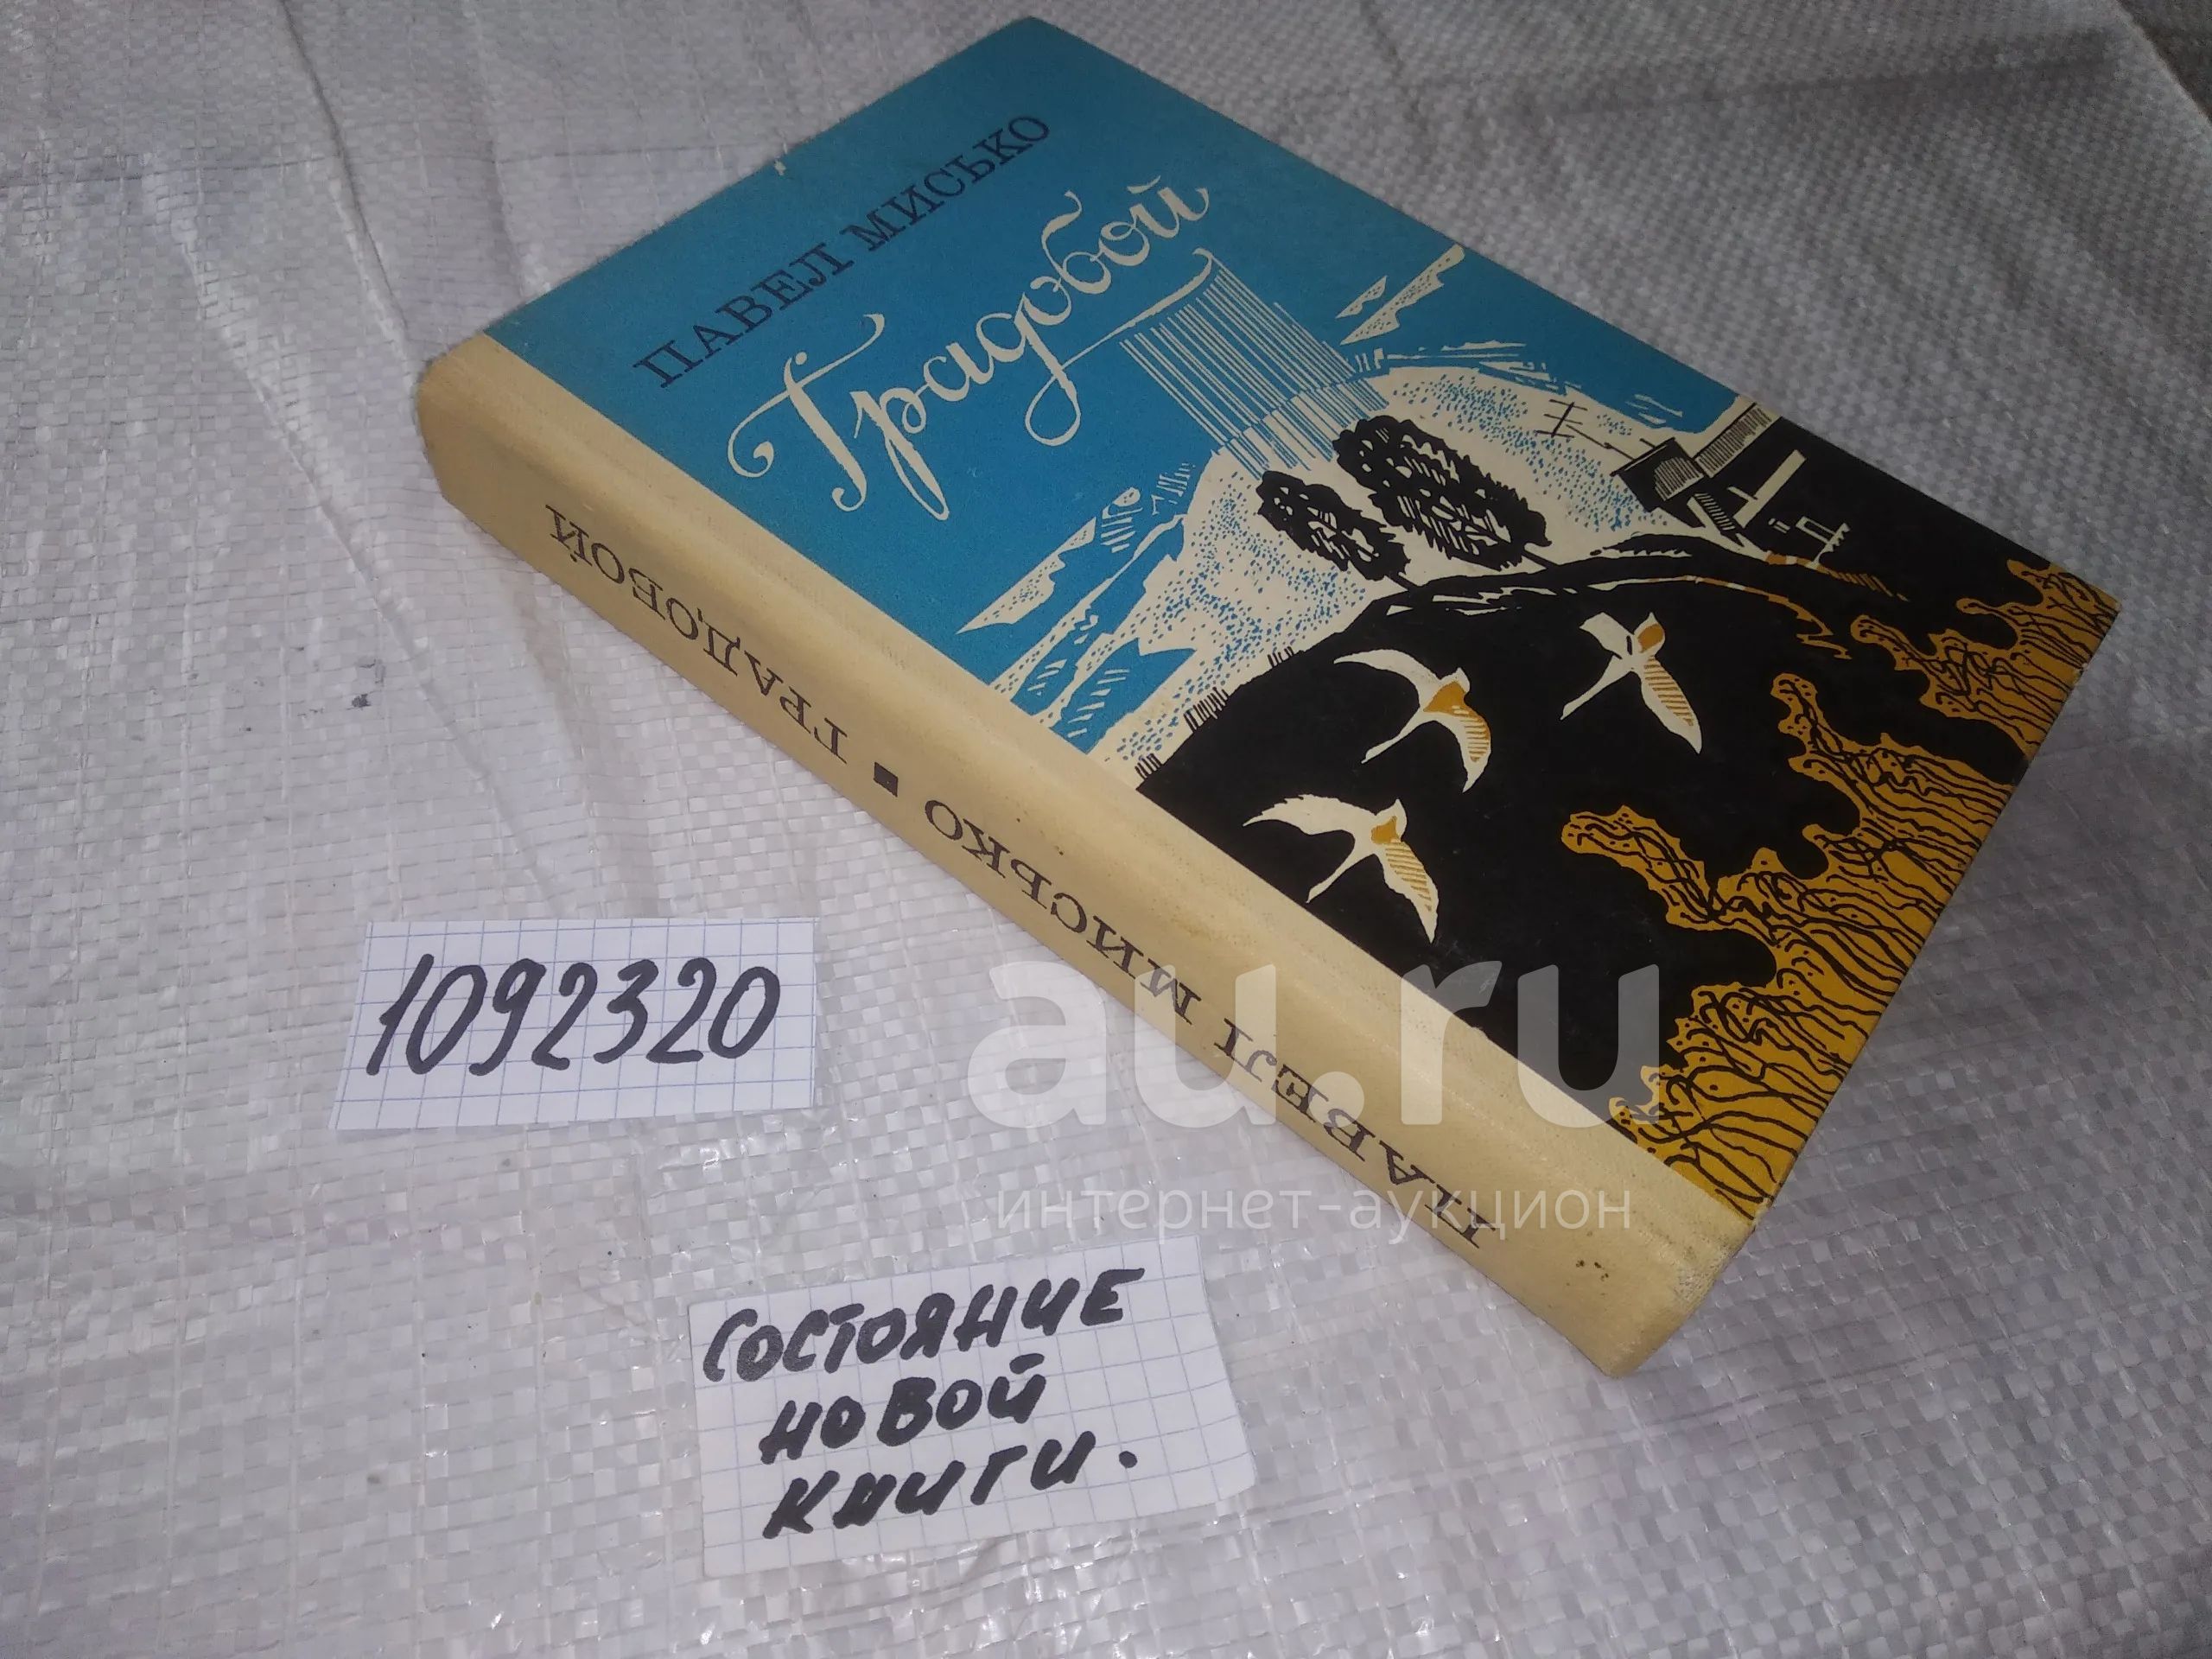 ПАВЕЛ МИСЬКО
Градобой
ПАВЕЛ МИСЬКО ▪ ГРАДОБОЙ
1092320
au.ru
интернет-аукцион
СОСТОЯНИЕ
НОВОЙ
КНИГИ.